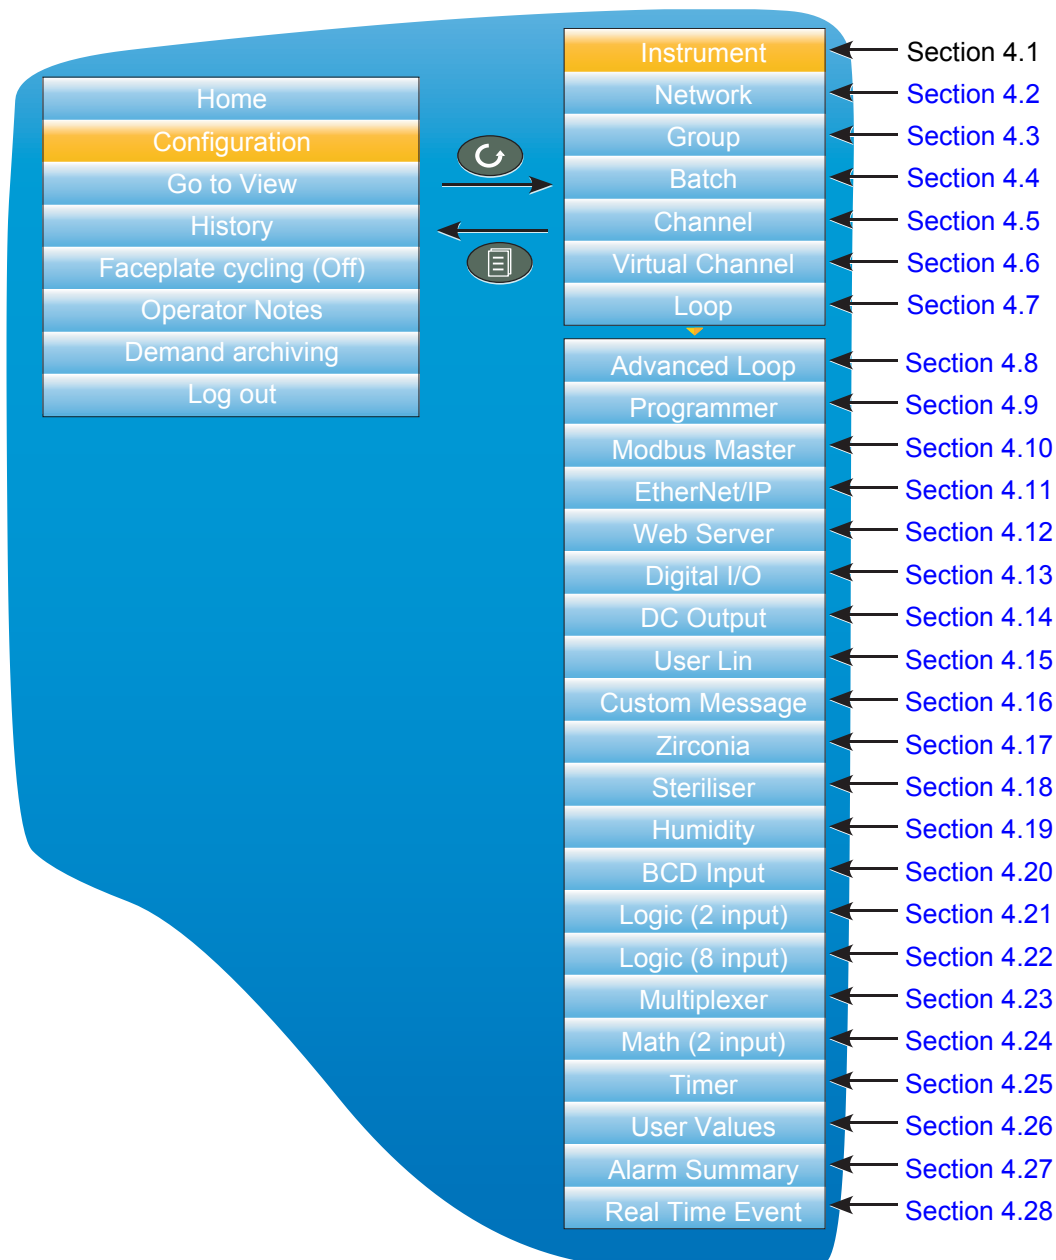 Home
Configuration
Go to View
History
Faceplate cycling (Off)
Operator Notes
Demand archiving
Log out
Instrument Section 4.1
Network Section 4.2
Group Section 4.3
Batch Section 4.4
Channel Section 4.5
Virtual Channel Section 4.6
Loop Section 4.7
Advanced Loop Section 4.8
Programmer Section 4.9
Modbus Master Section 4.10
EtherNet/IP Section 4.11
Web Server Section 4.12
Digital I/O Section 4.13
DC Output Section 4.14
User Lin Section 4.15
Custom Message Section 4.16
Zirconia Section 4.17
Steriliser Section 4.18
Humidity Section 4.19
BCD Input Section 4.20
Logic (2 input) Section 4.21
Logic (8 input) Section 4.22
Multiplexer Section 4.23
Math (2 input) Section 4.24
Timer Section 4.25
User Values Section 4.26
Alarm Summary Section 4.27
Real Time Event Section 4.28